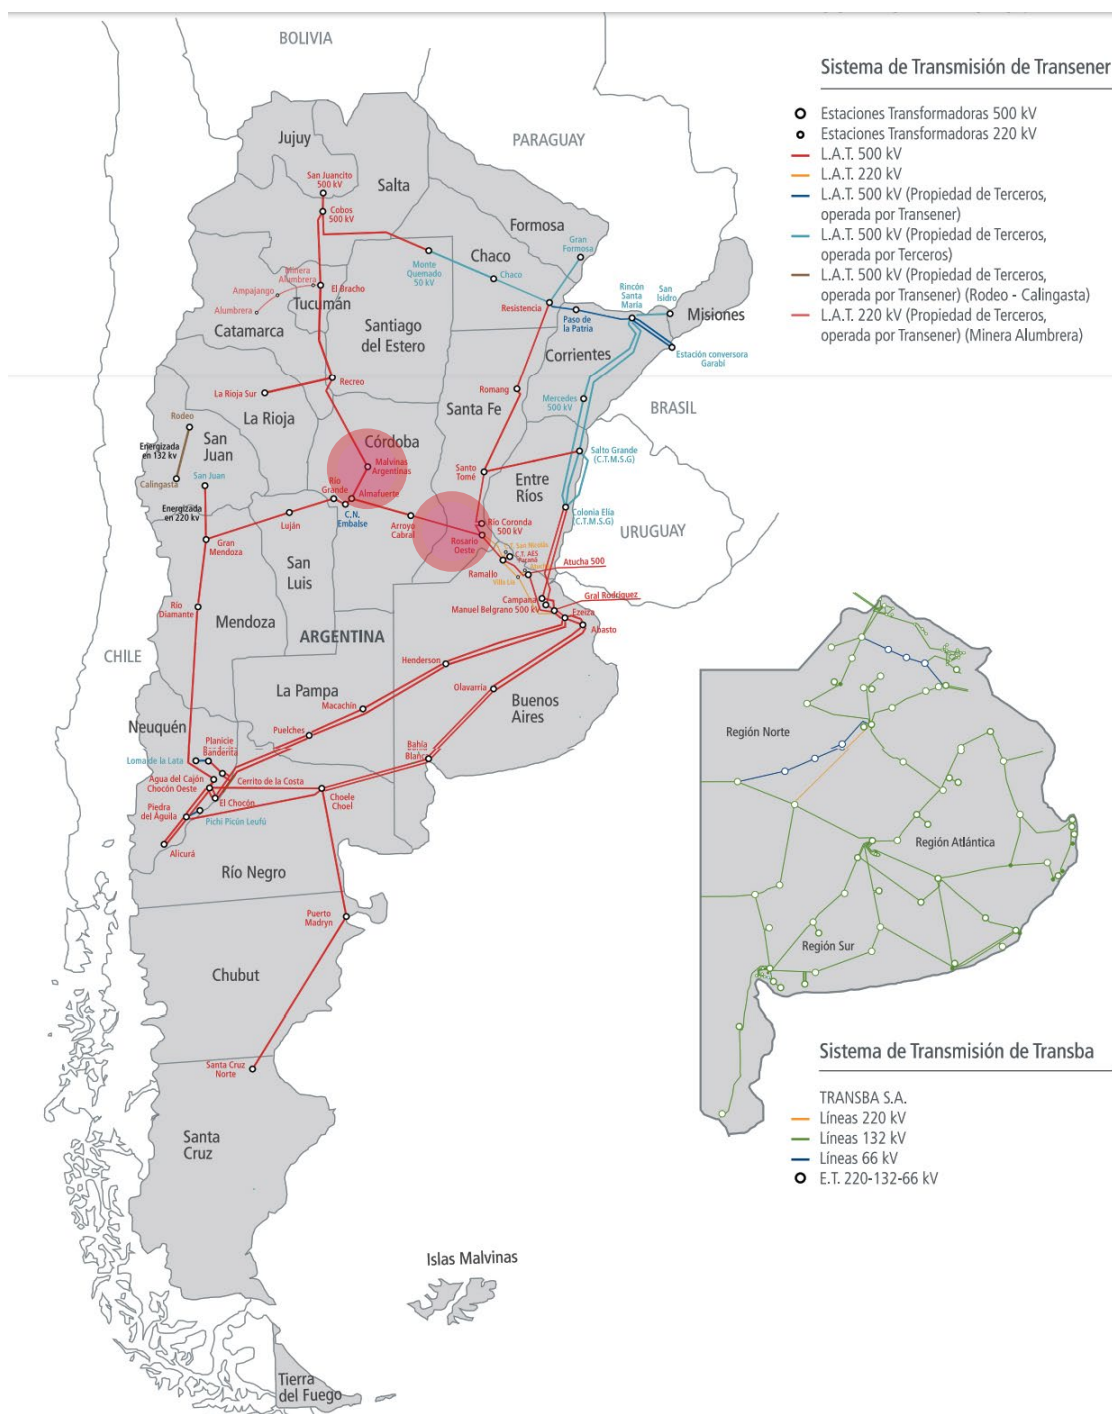 BOLIVIA
PARAGUAY
Jujuy
San Juancito
500 kV
Salta
Cobos
500 kV
Formosa
Gran
Formosa
Chaco
Monte
Quemado
50 kV
Chaco
Minera
Alumbrera
Ampajango
El Bracho
Tucumán
Alumbrera
Catamarca
Santiago
del Estero
Resistencia
Paso de
la Patria
Rincón
Santa
María
San
Isidro
Misiones
Corrientes
Estación conversora
Garabí
Recreo
La Rioja Sur
La Rioja
Romang
Santa Fe
Mercedes
500 kV
BRASIL
Rodeo
San
Juan
Energizada
en 132 kv
Calingasta
San Juan
Córdoba
Malvinas
Argentinas
Santo
Tomé
Entre
Ríos
Salto Grande
(C.T.M.S.G)
Río
Grande
Almafuerte
C.N.
Embalse
Energizada
en 220 kv
Luján
Arroyo
Cabral
Río Coronda
500 kV
Rosario
Oeste
Colonia Elía
(C.T.M.S.G)
URUGUAY
Gran
Mendoza
San
Luis
C.T. AES
Paraná
Ramallo
Villa Lía
Atucha 500
Río
Diamante
Mendoza
Campana
Manuel Belgrano 500 kV
Gral Rodriguez
Ezeiza
Abasto
ARGENTINA
CHILE
Henderson
La Pampa
Macachín
Olavarría
Buenos
Aires
Neuquén
Puelches
Planicie
Banderita
Loma de la Lata
Bahía
Blanca
Agua del Cajón
Chocón Oeste
Cerrito de la Costa
El Chocón
Choele
Choel
Piedra
del Águila
Pichi Picún Leufú
Alicurá
Río Negro
Puerto
Madryn
Chubut
Santa Cruz
Norte
Santa
Cruz
Islas Malvinas
Tierra
del Fuego
Sistema de Transmisión de Transener
Estaciones Transformadoras 500 kV
Estaciones Transformadoras 220 kV
L.A.T. 500 kV
L.A.T. 220 kV
L.A.T. 500 kV (Propiedad de Terceros,
operada por Transener)
L.A.T. 500 kV (Propiedad de Terceros,
operada por Terceros)
L.A.T. 500 kV (Propiedad de Terceros,
operada por Transener) (Rodeo - Calingasta)
L.A.T. 220 kV (Propiedad de Terceros,
operada por Transener) (Minera Alumbrera)
Región Norte
Región Atlántica
Región Sur
Sistema de Transmisión de Transba
TRANSBA S.A.
Líneas 220 kV
Líneas 132 kV
Líneas 66 kV
E.T. 220-132-66 kV